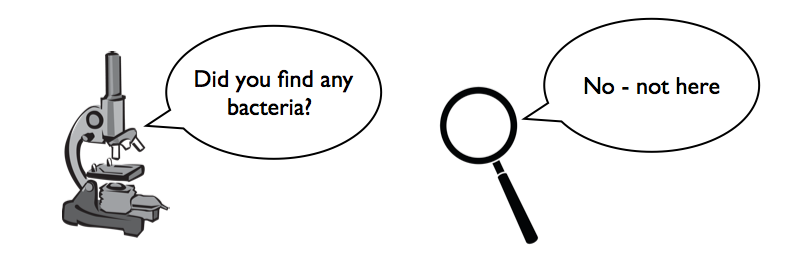 Did you find any
bacteria?
No - not here